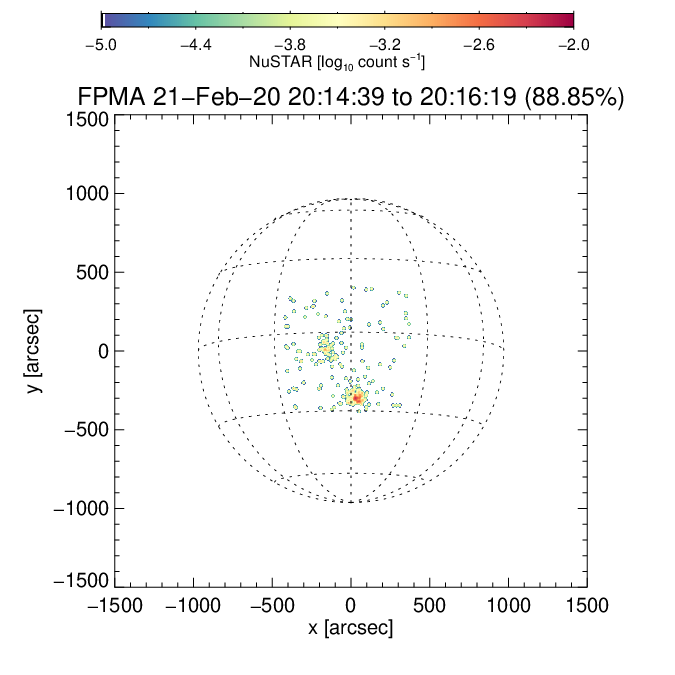 −5.0 −4.4 −3.8 −3.2 −2.6 −2.0
NuSTAR [log10 count s−1]
FPMA 21−Feb−20 20:14:39 to 20:16:19 (88.85%)
1500
1000
500
0
−500
−1000
−1500
y [arcsec]
−1500 −1000 −500 0 500 1000 1500
x [arcsec]